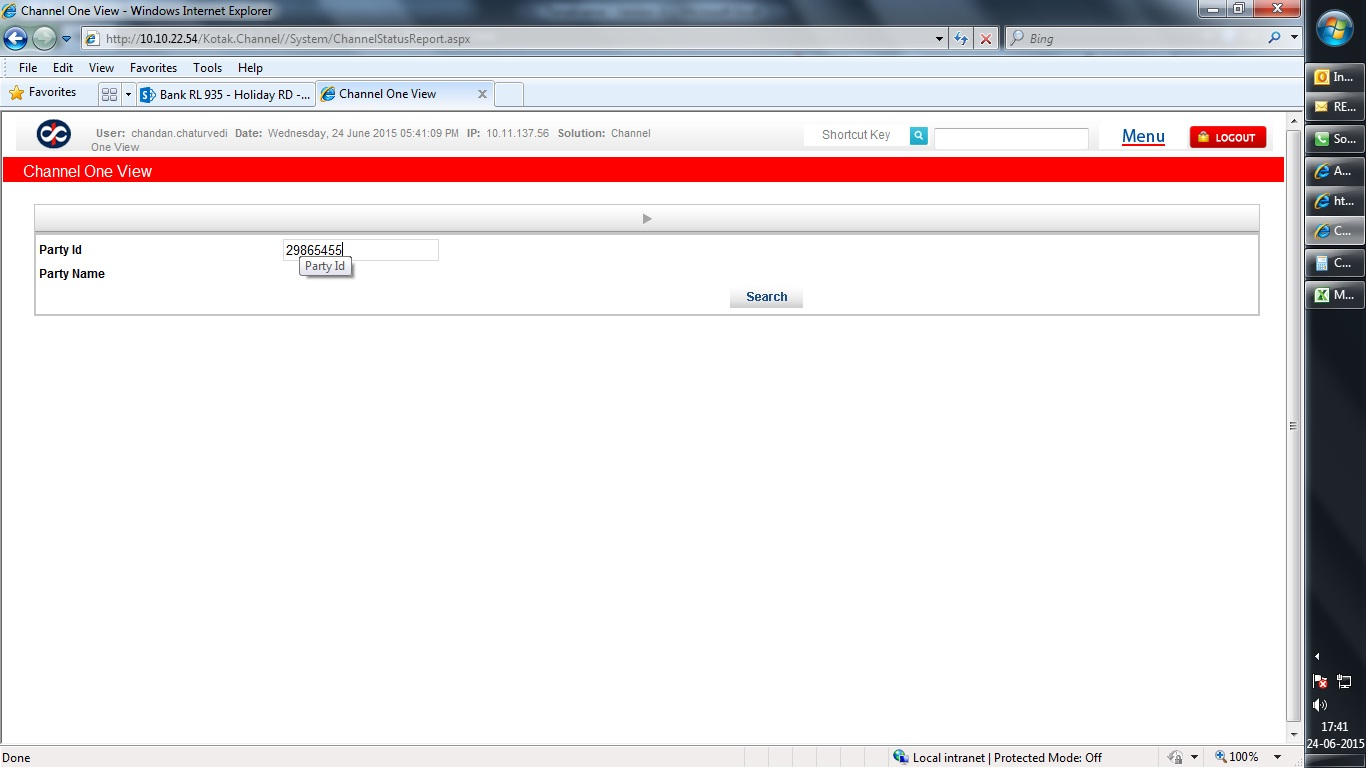 Channel One View - Windows Internet Explorer
http://10.10.22.54/Kotak.Channel//System/ChannelStatusReport.aspx
Bing
File Edit View Favorites Tools Help
Favorites
Bank RL 935 - Holiday RD -...
Channel One View
User: chandan.chaturvedi Date: Wednesday, 24 June 2015 05:41:09 PM IP: 10.11.137.56 Solution: Channel
One View
Shortcut Key
Menu
LOGOUT
Channel One View
Party Id
29865455
Party Id
Party Name
Search
Done
Local intranet | Protected Mode: Off
100%
In...
RE...
So...
A...
ht...
C...
C...
M...
17:41
24-06-2015